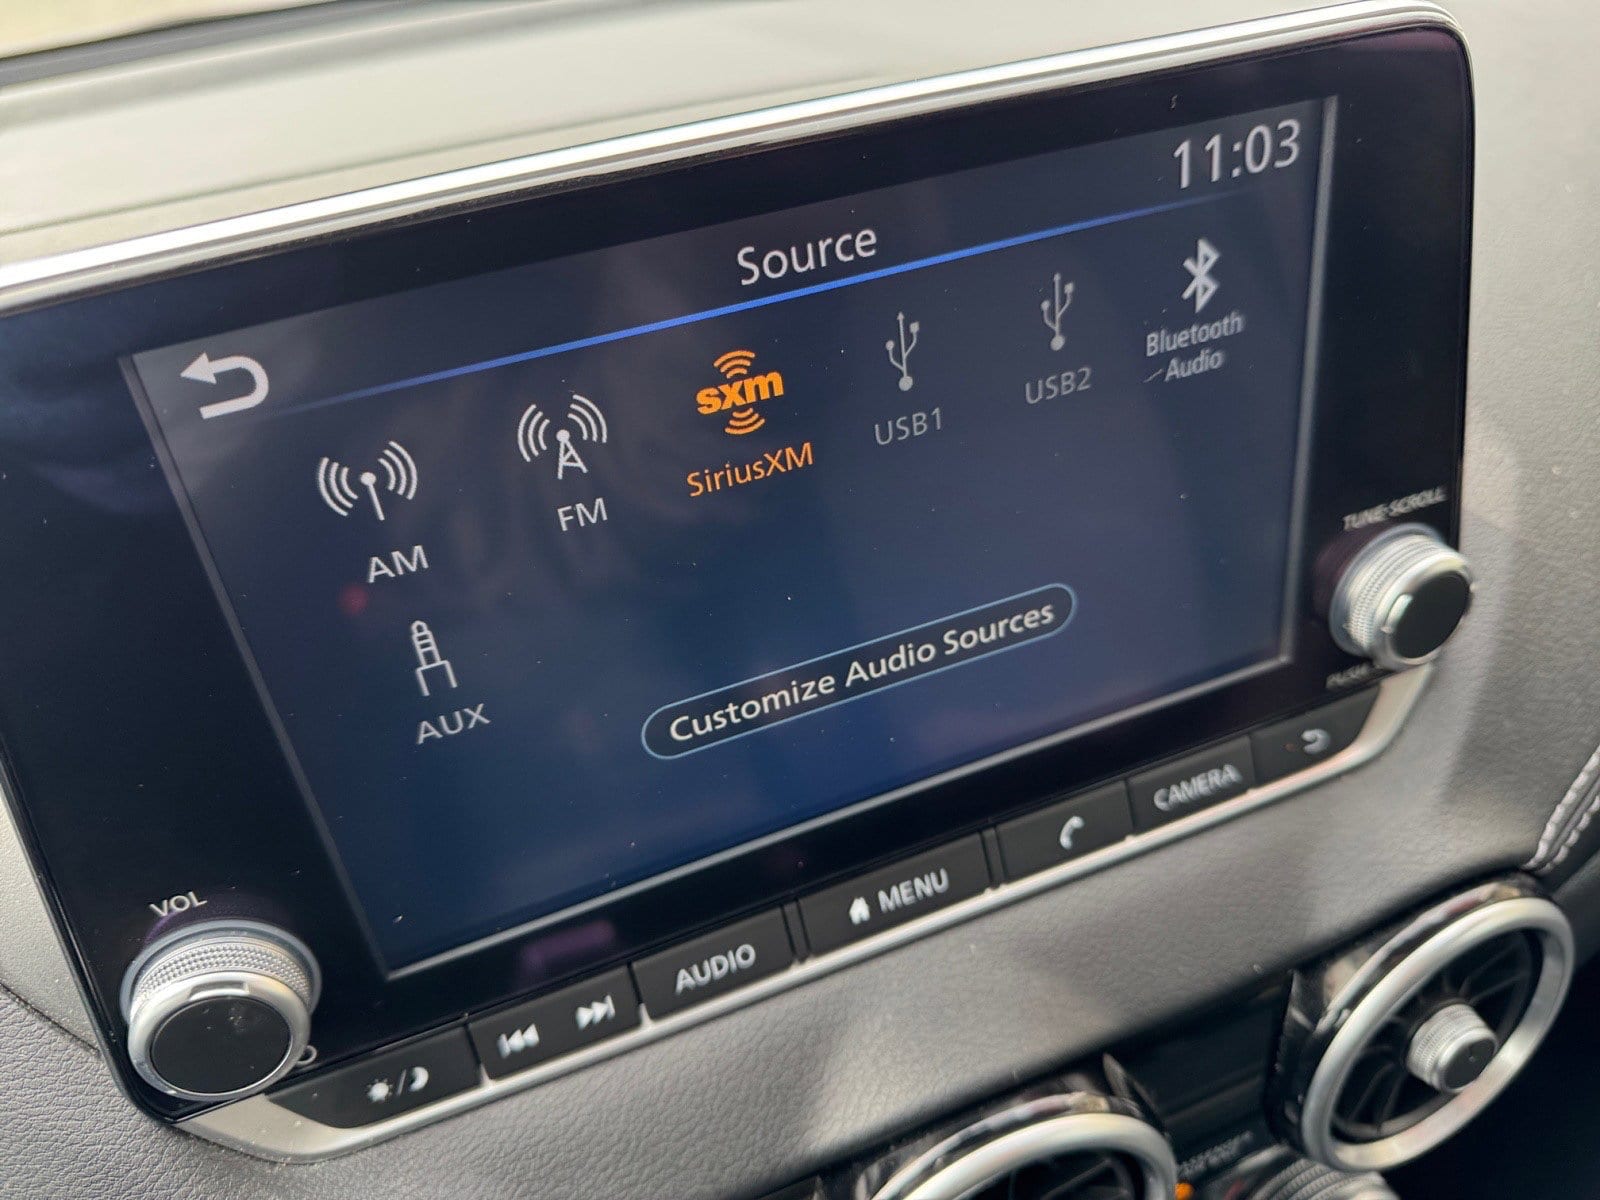 11:03
Source
AM
FM
sxm
SiriusXM
USB1
USB2
Bluetooth
Audio
AUX
Customize Audio Sources
TUNE·SCROLL
VOL
AUDIO
MENU
CAMERA